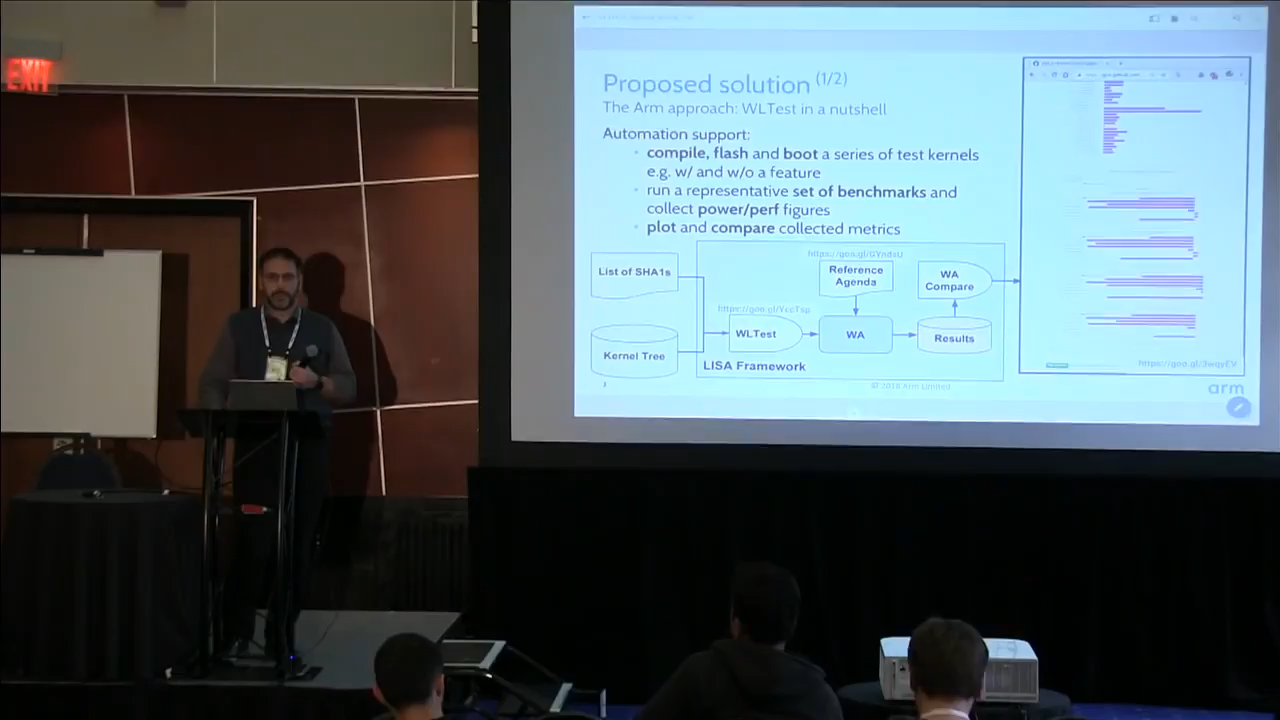 EXIT
Proposed solution (1/2)
The Arm approach: WLTest in a nutshell
Automation support:
compile, flash and boot a series of test kernels
e.g. w/ and w/o a feature
run a representative set of benchmarks and
collect power/perf figures
plot and compare collected metrics
List of SHA1s
Kernel Tree
https://goo.gl/YccTsp
WLTest
LISA Framework
https://goo.gl/GYndsU
Reference
Agenda
WA
WA
Compare
Results
https://goo.gl/3wqyEV
© 2018 Arm Limited
arm